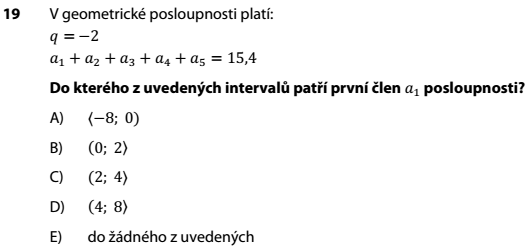 19 V geometrické posloupnosti platí:
q = −2
a₁ + a₂ + a₃ + a₄ + a₅ = 15,4
Do kterého z uvedených intervalů patří první člen a₁ posloupnosti?
A) ⟨−8; 0)
B) (0; 2⟩
C) (2; 4⟩
D) (4; 8⟩
E) do žádného z uvedených